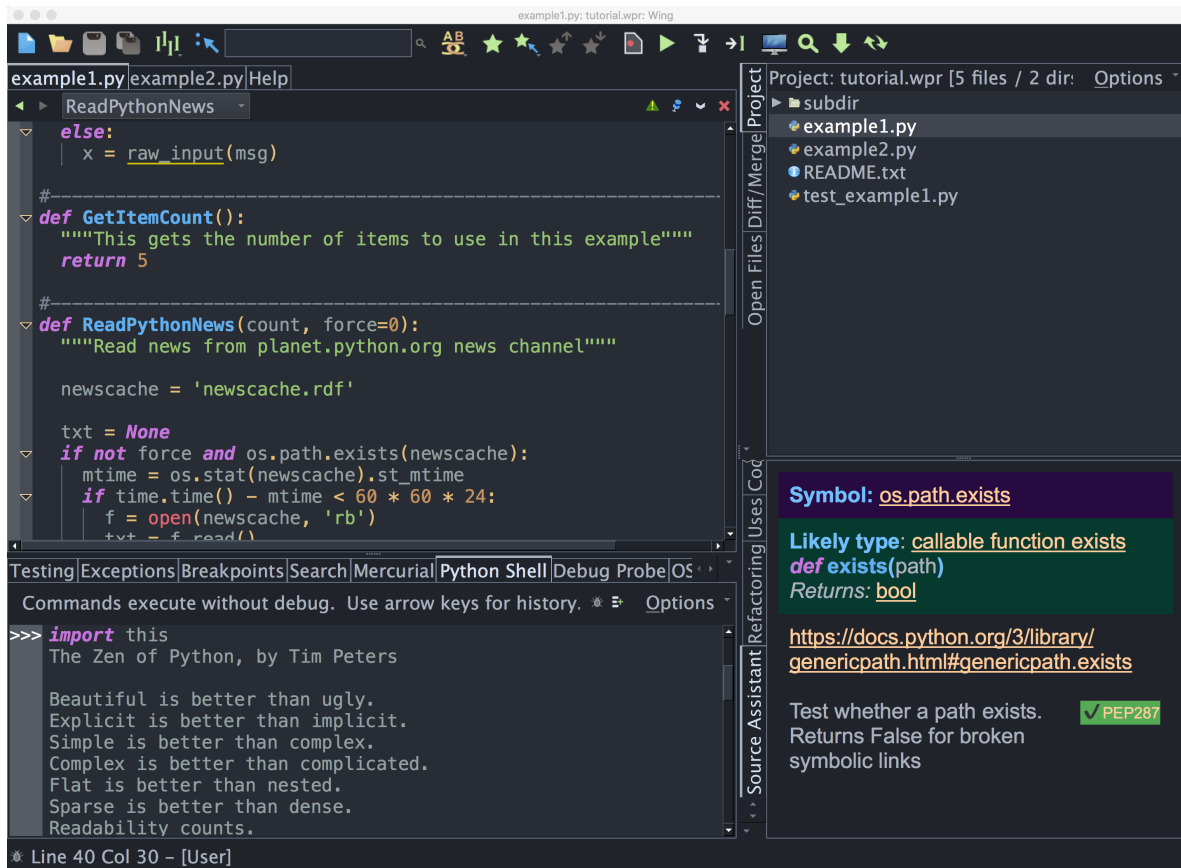 example1.py: tutorial.wpr: Wing
example1.py example2.py Help
ReadPythonNews
else:
x = raw_input(msg)
#----------------------------------------------------------------
def GetItemCount():
"""This gets the number of items to use in this example"""
return 5
#----------------------------------------------------------------
def ReadPythonNews(count, force=0):
"""Read news from planet.python.org news channel"""
newscache = 'newscache.rdf'
txt = None
if not force and os.path.exists(newscache):
mtime = os.stat(newscache).st_mtime
if time.time() - mtime < 60 * 60 * 24:
f = open(newscache, 'rb')
txt = f.read()
Testing Exceptions Breakpoints Search Mercurial Python Shell Debug Probe OS
Commands execute without debug. Use arrow keys for history. Options
>>> import this
The Zen of Python, by Tim Peters
Beautiful is better than ugly.
Explicit is better than implicit.
Simple is better than complex.
Complex is better than complicated.
Flat is better than nested.
Sparse is better than dense.
Readability counts.
Project
Diff/Merge
Open Files
Project: tutorial.wpr [5 files / 2 dirs Options
subdir
example1.py
example2.py
README.txt
test_example1.py
Cod
Uses
Refactoring
Source Assistant
Symbol: os.path.exists
Likely type: callable function exists
def exists(path)
Returns: bool
https://docs.python.org/3/library/
genericpath.html#genericpath.exists
Test whether a path exists.
Returns False for broken
symbolic links
✓PEP287
Line 40 Col 30 – [User]
AB